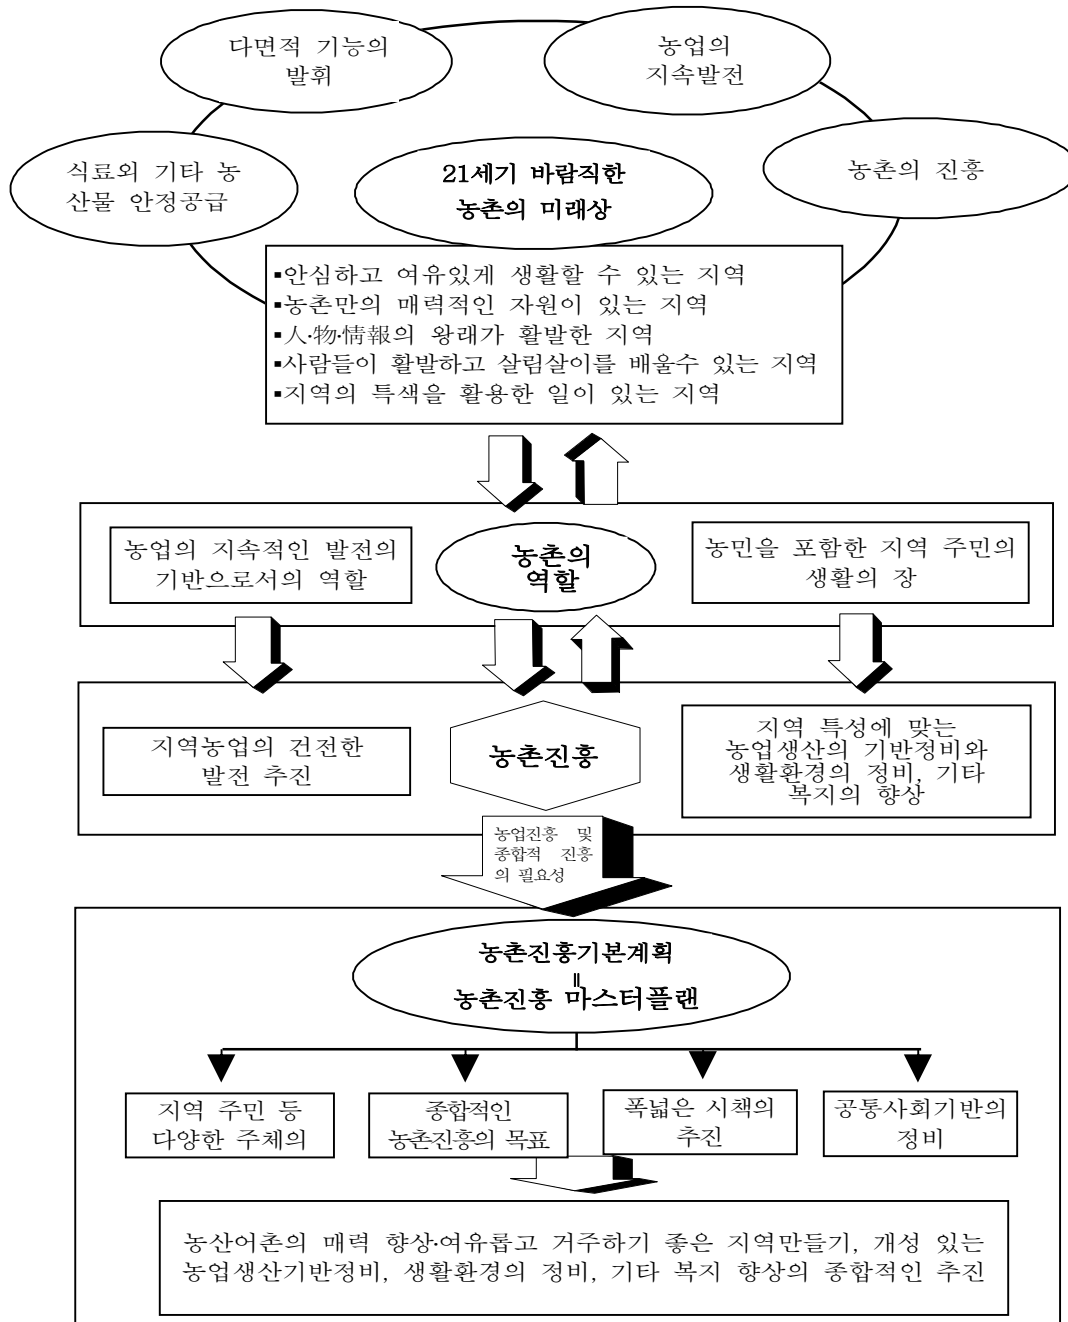 다면적 기능의
발휘
농업의
지속발전
식료외 기타 농
산물 안정공급
21세기 바람직한
농촌의 미래상
농촌의 진흥
▪안심하고 여유있게 생활할 수 있는 지역
▪농촌만의 매력적인 자원이 있는 지역
▪人·物·情報의 왕래가 활발한 지역
▪사람들이 활발하고 살림살이를 배울수 있는 지역
▪지역의 특색을 활용한 일이 있는 지역
농업의 지속적인 발전의
기반으로서의 역할
농촌의
역할
농민을 포함한 지역 주민의
생활의 장
지역농업의 건전한
발전 추진
농촌진흥
지역 특성에 맞는
농업생산의 기반정비와
생활환경의 정비, 기타
복지의 향상
농업진흥 및
종합적 진흥
의 필요성
농촌진흥기본계획
॥
농촌진흥 마스터플랜
지역 주민 등
다양한 주체의
종합적인
농촌진흥의 목표
폭넓은 시책의
추진
공통사회기반의
정비
농산어촌의 매력 향상·여유롭고 거주하기 좋은 지역만들기, 개성 있는
농업생산기반정비, 생활환경의 정비, 기타 복지 향상의 종합적인 추진